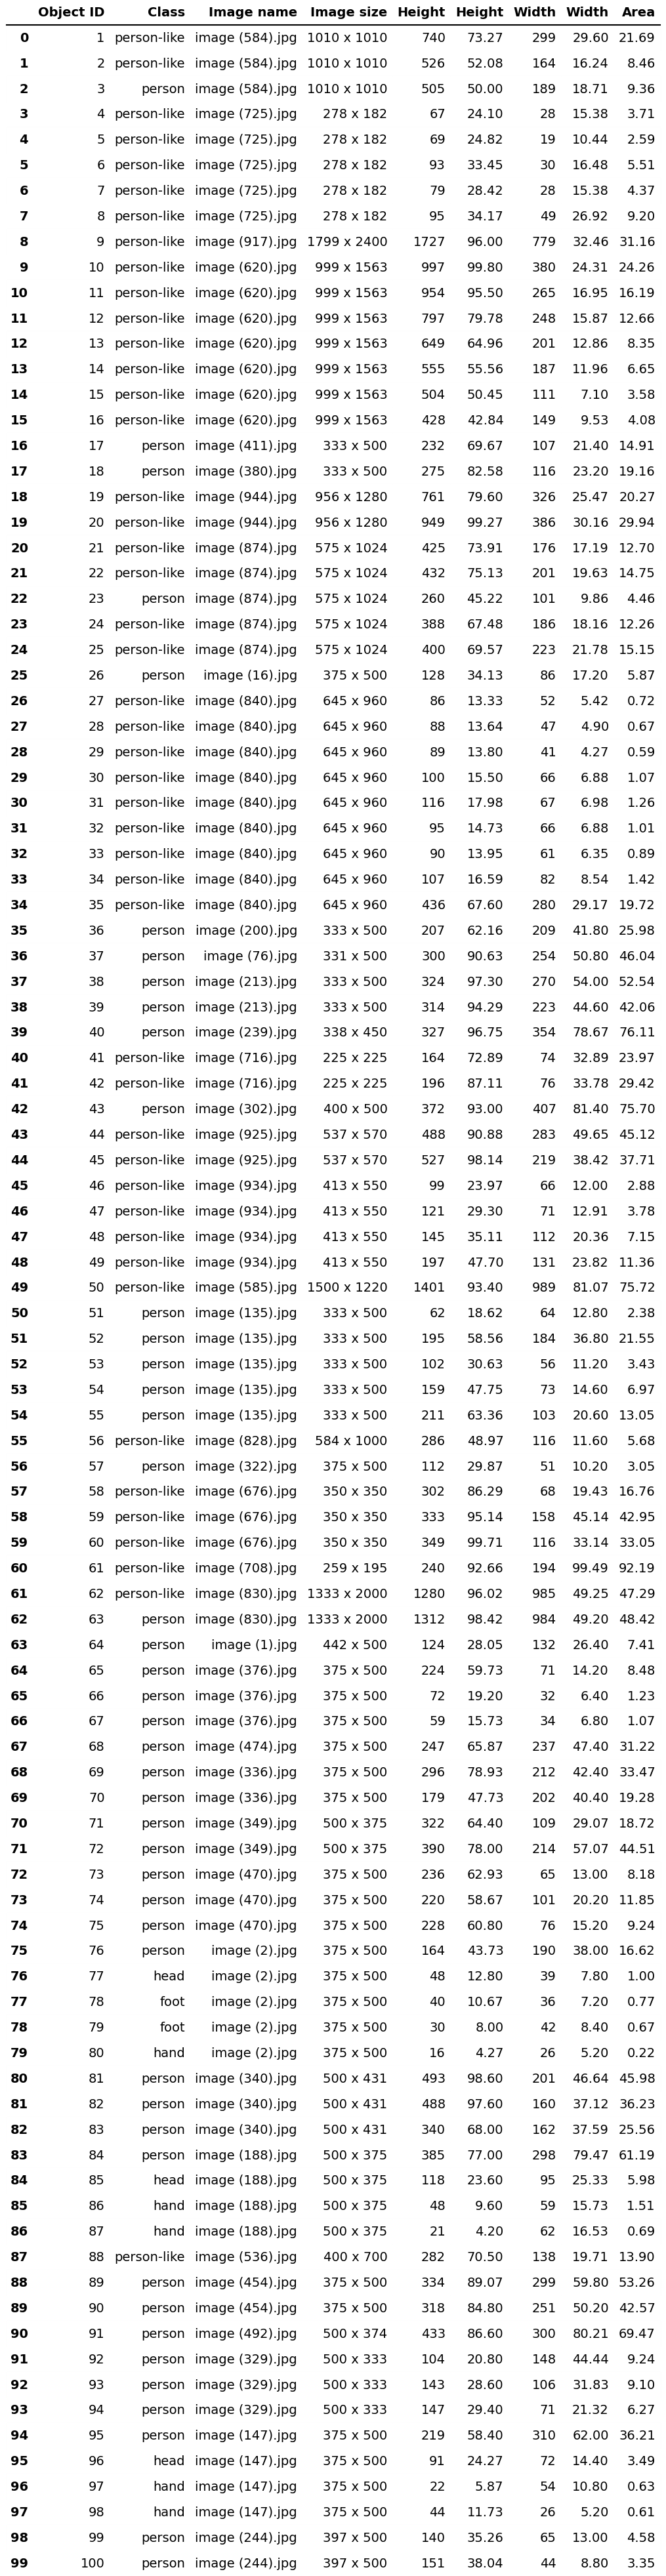 Object ID Class Image name Image size Height Height Width Width Area
0 1 person-like image (584).jpg 1010 x 1010 740 73.27 299 29.60 21.69
1 2 person-like image (584).jpg 1010 x 1010 526 52.08 164 16.24 8.46
2 3 person image (584).jpg 1010 x 1010 505 50.00 189 18.71 9.36
3 4 person-like image (725).jpg 278 x 182 67 24.10 28 15.38 3.71
4 5 person-like image (725).jpg 278 x 182 69 24.82 19 10.44 2.59
5 6 person-like image (725).jpg 278 x 182 93 33.45 30 16.48 5.51
6 7 person-like image (725).jpg 278 x 182 79 28.42 28 15.38 4.37
7 8 person-like image (725).jpg 278 x 182 95 34.17 49 26.92 9.20
8 9 person-like image (917).jpg 1799 x 2400 1727 96.00 779 32.46 31.16
9 10 person-like image (620).jpg 999 x 1563 997 99.80 380 24.31 24.26
10 11 person-like image (620).jpg 999 x 1563 954 95.50 265 16.95 16.19
11 12 person-like image (620).jpg 999 x 1563 797 79.78 248 15.87 12.66
12 13 person-like image (620).jpg 999 x 1563 649 64.96 201 12.86 8.35
13 14 person-like image (620).jpg 999 x 1563 555 55.56 187 11.96 6.65
14 15 person-like image (620).jpg 999 x 1563 504 50.45 111 7.10 3.58
15 16 person-like image (620).jpg 999 x 1563 428 42.84 149 9.53 4.08
16 17 person image (411).jpg 333 x 500 232 69.67 107 21.40 14.91
17 18 person image (380).jpg 333 x 500 275 82.58 116 23.20 19.16
18 19 person-like image (944).jpg 956 x 1280 761 79.60 326 25.47 20.27
19 20 person-like image (944).jpg 956 x 1280 949 99.27 386 30.16 29.94
20 21 person-like image (874).jpg 575 x 1024 425 73.91 176 17.19 12.70
21 22 person-like image (874).jpg 575 x 1024 432 75.13 201 19.63 14.75
22 23 person image (874).jpg 575 x 1024 260 45.22 101 9.86 4.46
23 24 person-like image (874).jpg 575 x 1024 388 67.48 186 18.16 12.26
24 25 person-like image (874).jpg 575 x 1024 400 69.57 223 21.78 15.15
25 26 person image (16).jpg 375 x 500 128 34.13 86 17.20 5.87
26 27 person-like image (840).jpg 645 x 960 86 13.33 52 5.42 0.72
27 28 person-like image (840).jpg 645 x 960 88 13.64 47 4.90 0.67
28 29 person-like image (840).jpg 645 x 960 89 13.80 41 4.27 0.59
29 30 person-like image (840).jpg 645 x 960 100 15.50 66 6.88 1.07
30 31 person-like image (840).jpg 645 x 960 116 17.98 67 6.98 1.26
31 32 person-like image (840).jpg 645 x 960 95 14.73 66 6.88 1.01
32 33 person-like image (840).jpg 645 x 960 90 13.95 61 6.35 0.89
33 34 person-like image (840).jpg 645 x 960 107 16.59 82 8.54 1.42
34 35 person-like image (840).jpg 645 x 960 436 67.60 280 29.17 19.72
35 36 person image (200).jpg 333 x 500 207 62.16 209 41.80 25.98
36 37 person image (76).jpg 331 x 500 300 90.63 254 50.80 46.04
37 38 person image (213).jpg 333 x 500 324 97.30 270 54.00 52.54
38 39 person image (213).jpg 333 x 500 314 94.29 223 44.60 42.06
39 40 person image (239).jpg 338 x 450 327 96.75 354 78.67 76.11
40 41 person-like image (716).jpg 225 x 225 164 72.89 74 32.89 23.97
41 42 person-like image (716).jpg 225 x 225 196 87.11 76 33.78 29.42
42 43 person image (302).jpg 400 x 500 372 93.00 407 81.40 75.70
43 44 person-like image (925).jpg 537 x 570 488 90.88 283 49.65 45.12
44 45 person-like image (925).jpg 537 x 570 527 98.14 219 38.42 37.71
45 46 person-like image (934).jpg 413 x 550 99 23.97 66 12.00 2.88
46 47 person-like image (934).jpg 413 x 550 121 29.30 71 12.91 3.78
47 48 person-like image (934).jpg 413 x 550 145 35.11 112 20.36 7.15
48 49 person-like image (934).jpg 413 x 550 197 47.70 131 23.82 11.36
49 50 person-like image (585).jpg 1500 x 1220 1401 93.40 989 81.07 75.72
50 51 person image (135).jpg 333 x 500 62 18.62 64 12.80 2.38
51 52 person image (135).jpg 333 x 500 195 58.56 184 36.80 21.55
52 53 person image (135).jpg 333 x 500 102 30.63 56 11.20 3.43
53 54 person image (135).jpg 333 x 500 159 47.75 73 14.60 6.97
54 55 person image (135).jpg 333 x 500 211 63.36 103 20.60 13.05
55 56 person-like image (828).jpg 584 x 1000 286 48.97 116 11.60 5.68
56 57 person image (322).jpg 375 x 500 112 29.87 51 10.20 3.05
57 58 person-like image (676).jpg 350 x 350 302 86.29 68 19.43 16.76
58 59 person-like image (676).jpg 350 x 350 333 95.14 158 45.14 42.95
59 60 person-like image (676).jpg 350 x 350 349 99.71 116 33.14 33.05
60 61 person-like image (708).jpg 259 x 195 240 92.66 194 99.49 92.19
61 62 person-like image (830).jpg 1333 x 2000 1280 96.02 985 49.25 47.29
62 63 person image (830).jpg 1333 x 2000 1312 98.42 984 49.20 48.42
63 64 person image (1).jpg 442 x 500 124 28.05 132 26.40 7.41
64 65 person image (376).jpg 375 x 500 224 59.73 71 14.20 8.48
65 66 person image (376).jpg 375 x 500 72 19.20 32 6.40 1.23
66 67 person image (376).jpg 375 x 500 59 15.73 34 6.80 1.07
67 68 person image (474).jpg 375 x 500 247 65.87 237 47.40 31.22
68 69 person image (336).jpg 375 x 500 296 78.93 212 42.40 33.47
69 70 person image (336).jpg 375 x 500 179 47.73 202 40.40 19.28
70 71 person image (349).jpg 500 x 375 322 64.40 109 29.07 18.72
71 72 person image (349).jpg 500 x 375 390 78.00 214 57.07 44.51
72 73 person image (470).jpg 375 x 500 236 62.93 65 13.00 8.18
73 74 person image (470).jpg 375 x 500 220 58.67 101 20.20 11.85
74 75 person image (470).jpg 375 x 500 228 60.80 76 15.20 9.24
75 76 person image (2).jpg 375 x 500 164 43.73 190 38.00 16.62
76 77 head image (2).jpg 375 x 500 48 12.80 39 7.80 1.00
77 78 foot image (2).jpg 375 x 500 40 10.67 36 7.20 0.77
78 79 foot image (2).jpg 375 x 500 30 8.00 42 8.40 0.67
79 80 hand image (2).jpg 375 x 500 16 4.27 26 5.20 0.22
80 81 person image (340).jpg 500 x 431 493 98.60 201 46.64 45.98
81 82 person image (340).jpg 500 x 431 488 97.60 160 37.12 36.23
82 83 person image (340).jpg 500 x 431 340 68.00 162 37.59 25.56
83 84 person image (188).jpg 500 x 375 385 77.00 298 79.47 61.19
84 85 head image (188).jpg 500 x 375 118 23.60 95 25.33 5.98
85 86 hand image (188).jpg 500 x 375 48 9.60 59 15.73 1.51
86 87 hand image (188).jpg 500 x 375 21 4.20 62 16.53 0.69
87 88 person-like image (536).jpg 400 x 700 282 70.50 138 19.71 13.90
88 89 person image (454).jpg 375 x 500 334 89.07 299 59.80 53.26
89 90 person image (454).jpg 375 x 500 318 84.80 251 50.20 42.57
90 91 person image (492).jpg 500 x 374 433 86.60 300 80.21 69.47
91 92 person image (329).jpg 500 x 333 104 20.80 148 44.44 9.24
92 93 person image (329).jpg 500 x 333 143 28.60 106 31.83 9.10
93 94 person image (329).jpg 500 x 333 147 29.40 71 21.32 6.27
94 95 person image (147).jpg 375 x 500 219 58.40 310 62.00 36.21
95 96 head image (147).jpg 375 x 500 91 24.27 72 14.40 3.49
96 97 hand image (147).jpg 375 x 500 22 5.87 54 10.80 0.63
97 98 hand image (147).jpg 375 x 500 44 11.73 26 5.20 0.61
98 99 person image (244).jpg 397 x 500 140 35.26 65 13.00 4.58
99 100 person image (244).jpg 397 x 500 151 38.04 44 8.80 3.35